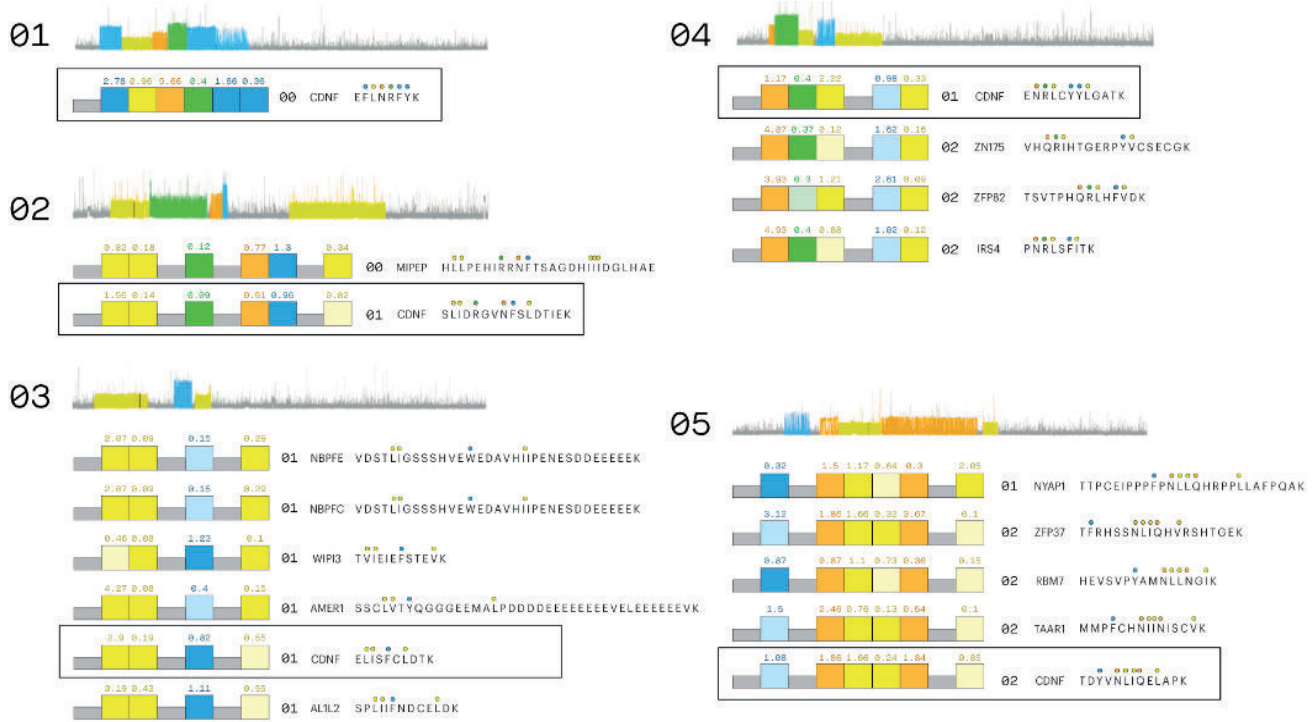 01
2.78 0.96 5.66 0.4 1.86 0.36
00 CDNF EFLNRFYK
02
0.82 0.18 0.12 0.77 1.3 0.34
00 MIPEP HLLPEHIRRNFTSAGDHIIIDGLHAE
1.56 0.14 0.09 0.51 0.96 0.82
01 CDNF SLIDRGVNFSLDTIEK
03
2.07 0.09 0.15 0.29
01 NBPFE VDSTLIGSSSHVEWEDAVHIIPENESDDEEEEEK
2.07 0.09 0.15 0.29
01 NBPFC VDSTLIGSSSHVEWEDAVHIIPENESDDEEEEEK
0.46 0.08 1.23 0.1
01 WIPI3 TVIEIEFSTEVK
4.27 0.08 0.4 0.15
01 AMER1 SSCLVTYQGGGEEMALPDDDDEEEEEEEEVELEEEEEEVK
2.9 0.19 0.82 0.55
01 CDNF ELISFCLDTK
3.19 0.43 1.11 0.55
01 AL1L2 SPLIIFNDCELDK
04
1.17 0.4 2.22 0.98 0.33
01 CDNF ENRLCYYLGATK
4.87 0.37 0.12 1.62 0.16
02 ZN175 VHQRIHTGERPYVCSECGK
3.93 0.3 1.21 2.61 0.09
02 ZFP82 TSVTPHQRLHFVDK
4.93 0.4 0.88 1.02 0.12
02 IRS4 PNRLSFITK
05
0.32 1.5 1.17 0.64 0.3 2.05
01 NYAP1 TTPCEIPPPFPNLLQHRPPLLAFPQAK
3.12 1.86 1.66 0.32 3.67 0.1
02 ZFP37 TFRHSSNLIQHVRSHTGEK
0.87 0.87 1.1 0.73 0.36 0.15
02 RBM7 HEVSVPYAMNLLNGIK
1.5 2.46 0.76 0.13 0.54 0.1
02 TAAR1 MMPFCHNIINISCVK
1.08 1.86 1.66 0.24 1.84 0.85
02 CDNF TDYVNLIQELAPK